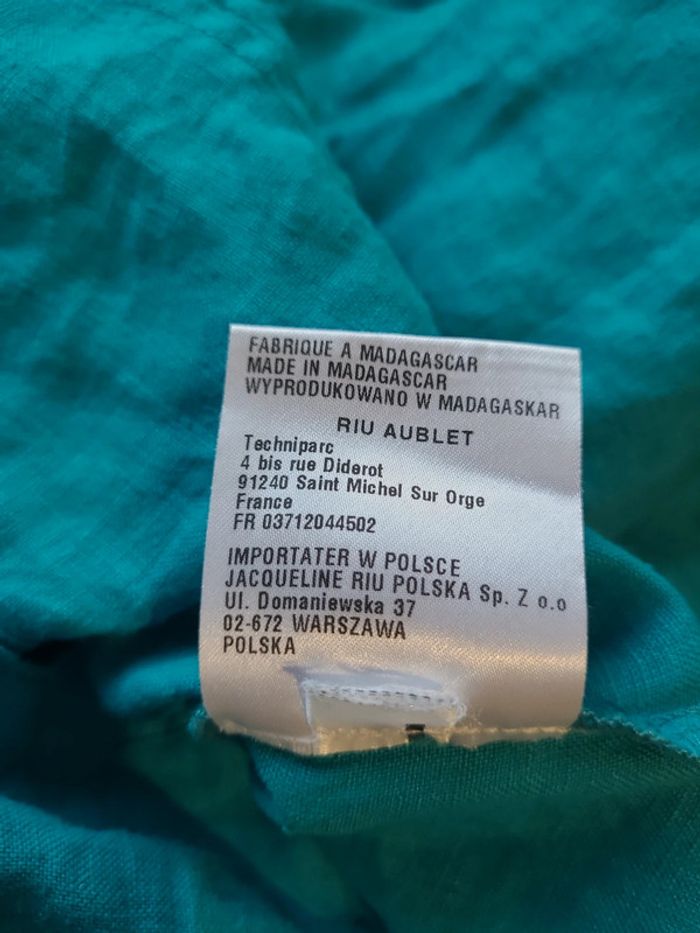 FABRIQUE A MADAGASCAR
MADE IN MADAGASCAR
WYPRODUKOWANO W MADAGASKAR
RIU AUBLET
Techniparc
4 bis rue Diderot
91240 Saint Michel Sur Orge
France
FR 03712044502
IMPORTATER W POLSCE
JACQUELINE RIU POLSKA Sp. Z o.o
Ul. Domaniewska 37
02-672 WARSZAWA
POLSKA